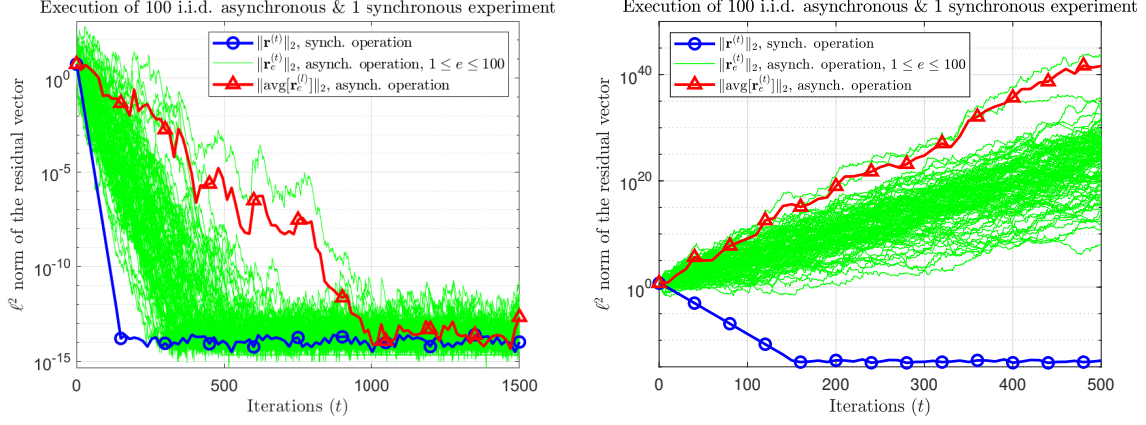 Execution of 100 i.i.d. asynchronous & 1 synchronous experiment
‖r^(t)‖₂, synch. operation
‖r_e^(t)‖₂, asynch. operation, 1 ≤ e ≤ 100
‖avg[r_e^(t)]‖₂, asynch. operation
ℓ² norm of the residual vector
10^0
10^-5
10^-10
10^-15
0
500
1000
1500
Iterations (t)
Execution of 100 i.i.d. asynchronous & 1 synchronous experiment
‖r^(t)‖₂, synch. operation
‖r_e^(t)‖₂, asynch. operation, 1 ≤ e ≤ 100
‖avg[r_e^(t)]‖₂, asynch. operation
ℓ² norm of the residual vector
10^40
10^20
10^0
0
100
200
300
400
500
Iterations (t)